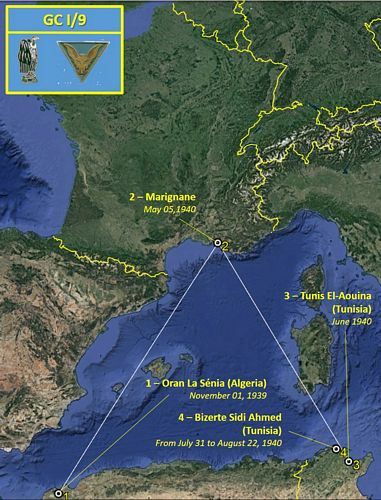 GC I/9
2 – Marignane
May 05,1940
2
3 – Tunis El-Aouina
(Tunisia)
June 1940
1 – Oran La Sénia (Algeria)
November 01, 1939
4 – Bizerte Sidi Ahmed
(Tunisia)
From July 31 to August 22, 1940
4
3
1